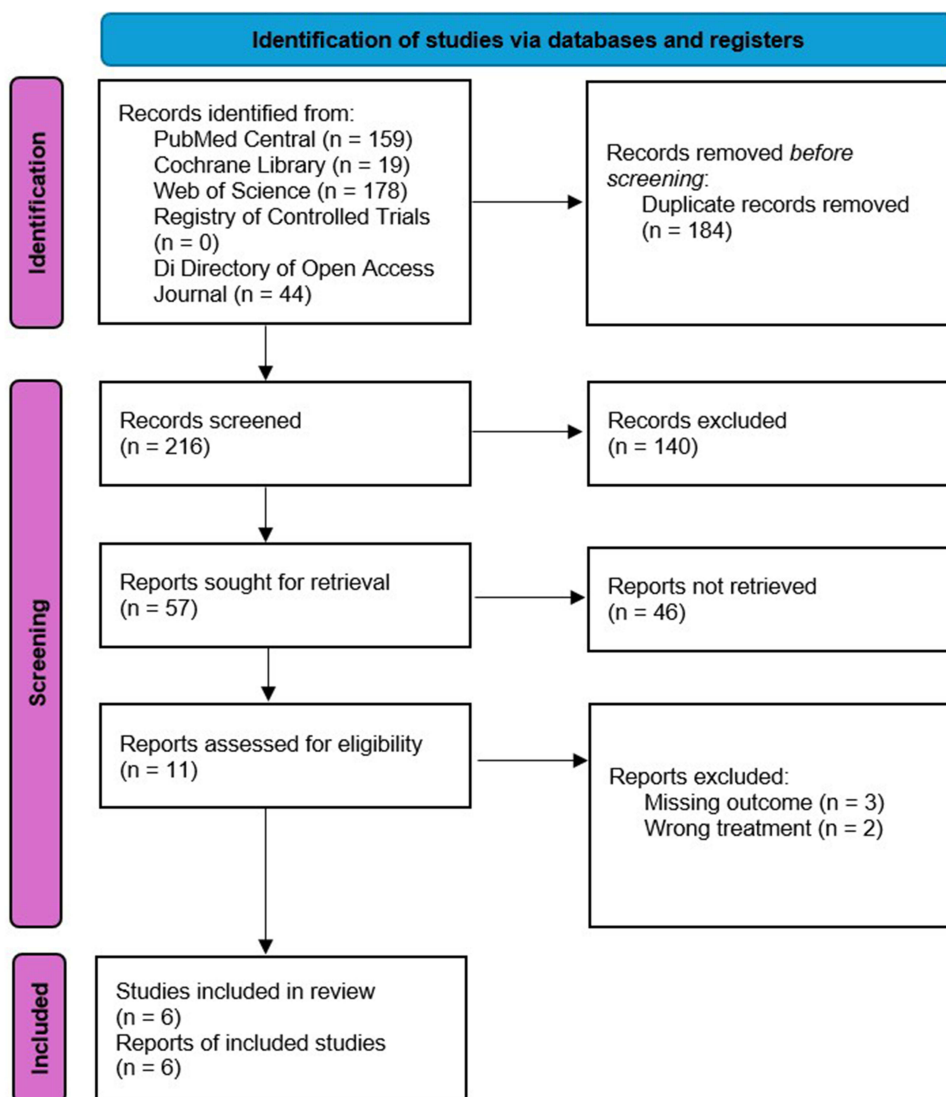 Identification of studies via databases and registers
Identification
Records identified from:
PubMed Central (n = 159)
Cochrane Library (n = 19)
Web of Science (n = 178)
Registry of Controlled Trials
(n = 0)
Di Directory of Open Access
Journal (n = 44)
Records removed before
screening:
Duplicate records removed
(n = 184)
Screening
Records screened
(n = 216)
Records excluded
(n = 140)
Reports sought for retrieval
(n = 57)
Reports not retrieved
(n = 46)
Reports assessed for eligibility
(n = 11)
Reports excluded:
Missing outcome (n = 3)
Wrong treatment (n = 2)
Included
Studies included in review
(n = 6)
Reports of included studies
(n = 6)